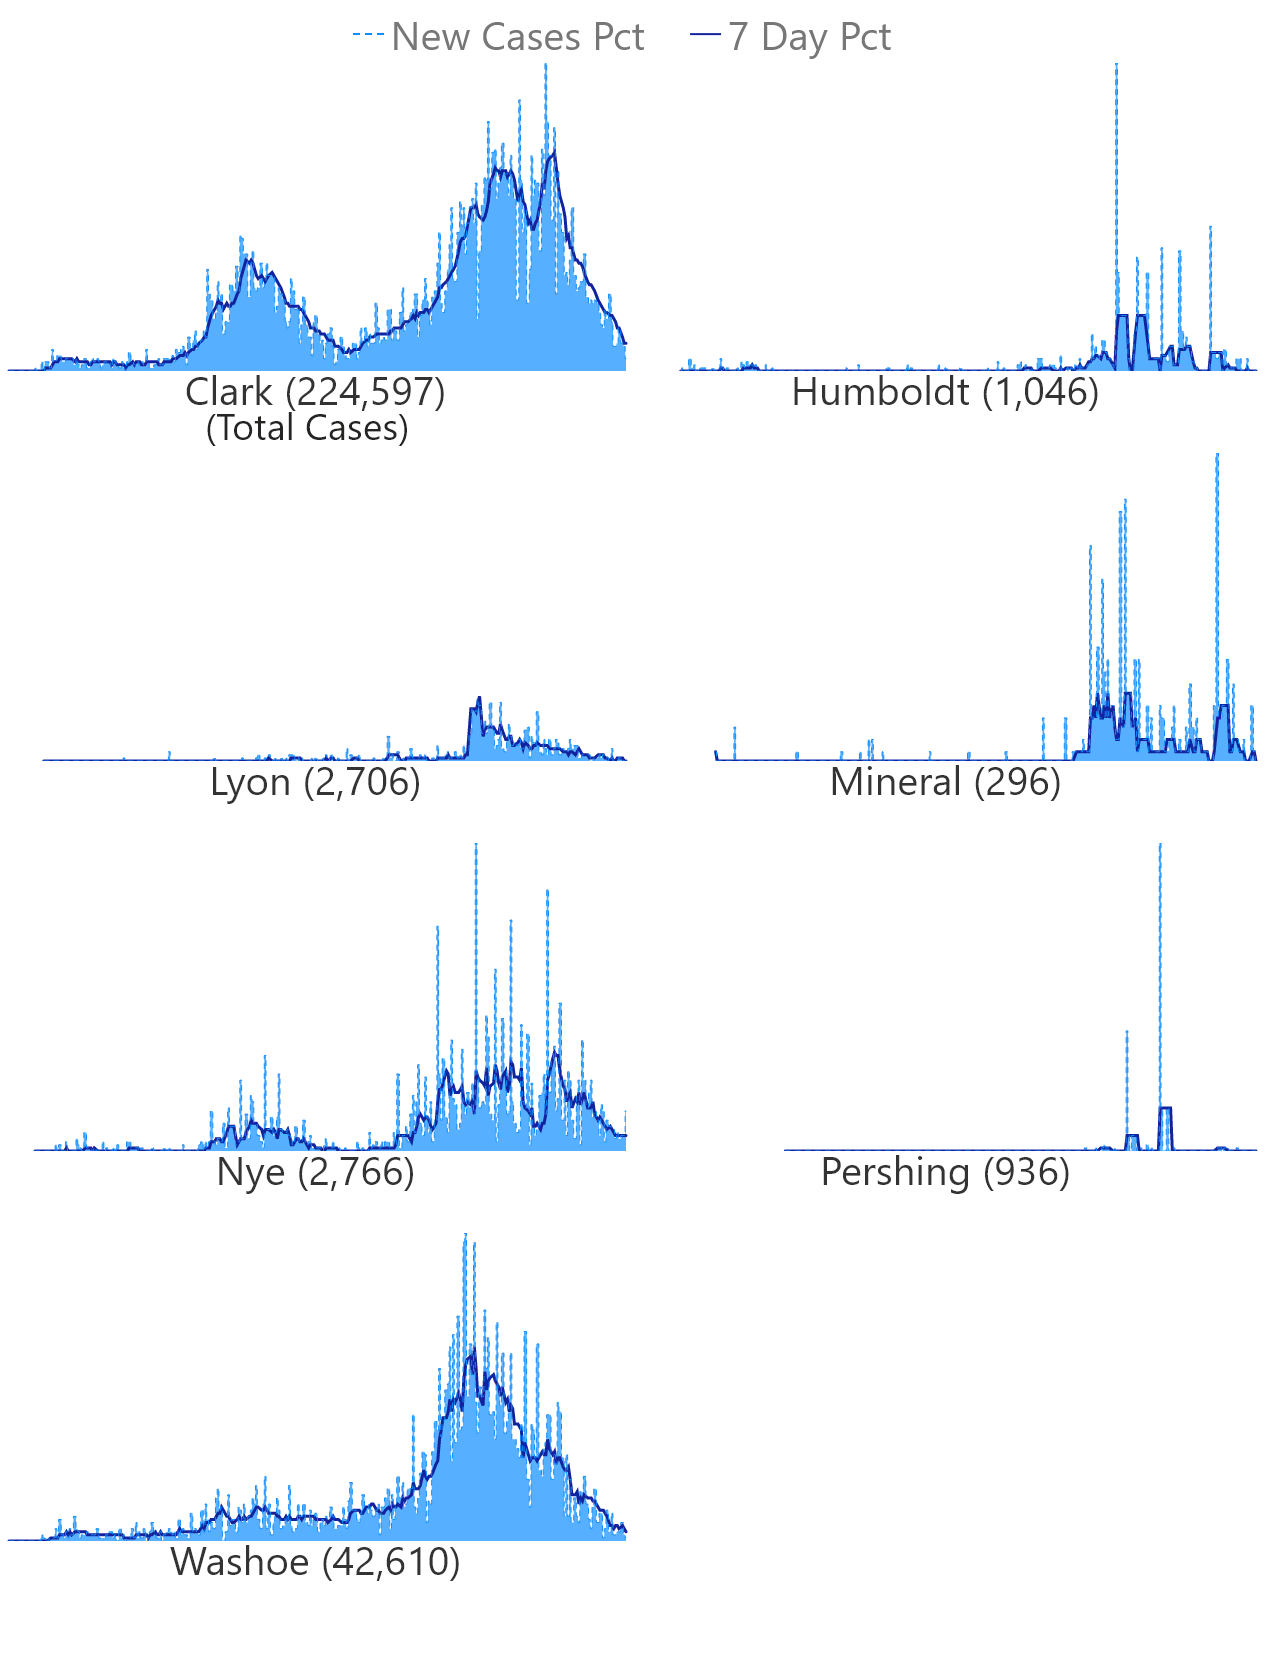 New Cases Pct 7 Day Pct
Clark (224,597)
(Total Cases)
Humboldt (1,046)
Lyon (2,706)
Mineral (296)
Nye (2,766)
Pershing (936)
Washoe (42,610)